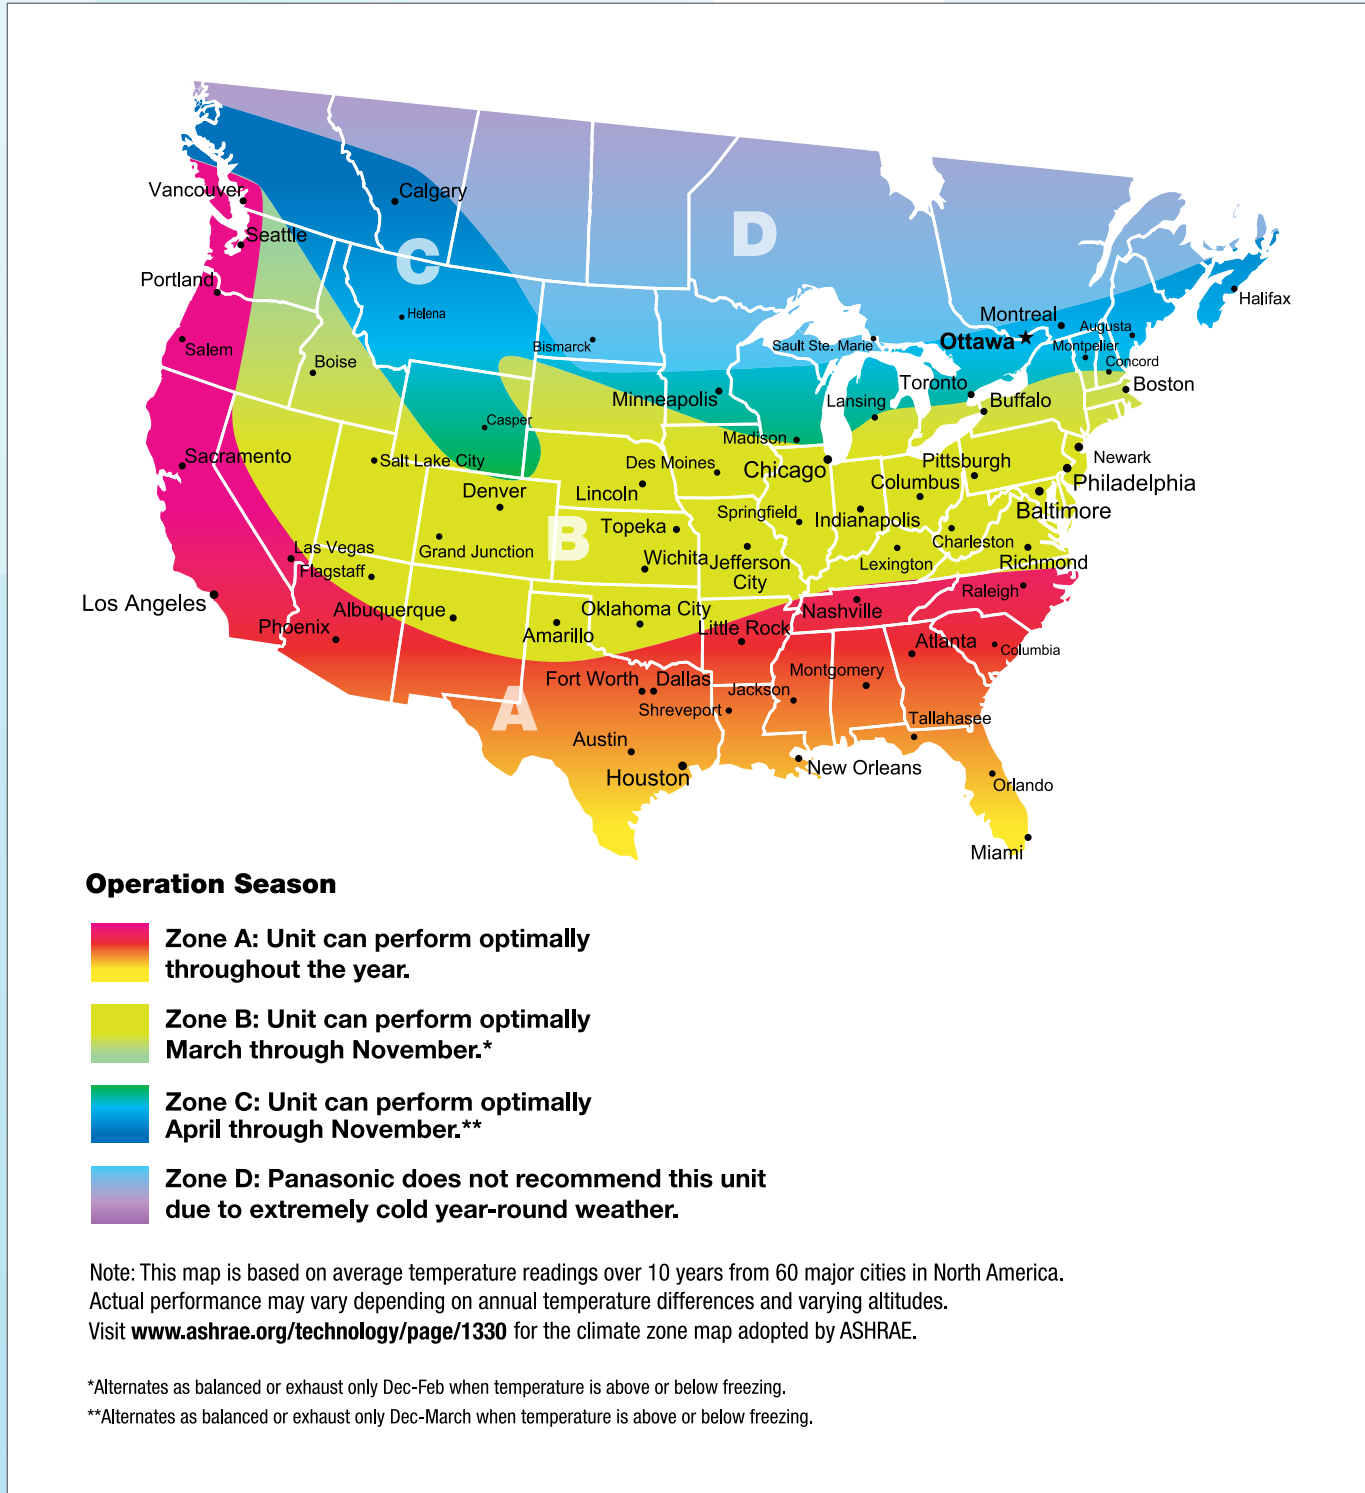 Vancouver
Calgary
C
D
Seattle
Portland
Helena
Halifax
Montreal
Augusta
Salem
Bismarck
Sault Ste. Marie
Ottawa
Montpelier
Boise
Concord
Toronto
Boston
Minneapolis
Lansing
Buffalo
Casper
Madison
Sacramento
Salt Lake City
Des Moines
Chicago
Pittsburgh
Newark
Denver
Lincoln
Columbus
Philadelphia
Springfield
Indianapolis
Baltimore
B
Topeka
Las Vegas
Grand Junction
Wichita
Jefferson
City
Charleston
Lexington
Richmond
Flagstaff
Los Angeles
Albuquerque
Oklahoma City
Nashville
Raleigh
Phoenix
Amarillo
Little Rock
Atlanta
Columbia
Fort Worth
Dallas
Montgomery
Jackson
A
Shreveport
Tallahasee
Austin
Houston
New Orleans
Orlando
Miami
Operation Season
Zone A: Unit can perform optimally
throughout the year.
Zone B: Unit can perform optimally
March through November.*
Zone C: Unit can perform optimally
April through November.**
Zone D: Panasonic does not recommend this unit
due to extremely cold year-round weather.
Note: This map is based on average temperature readings over 10 years from 60 major cities in North America.
Actual performance may vary depending on annual temperature differences and varying altitudes.
Visit www.ashrae.org/technology/page/1330 for the climate zone map adopted by ASHRAE.
*Alternates as balanced or exhaust only Dec-Feb when temperature is above or below freezing.
**Alternates as balanced or exhaust only Dec-March when temperature is above or below freezing.